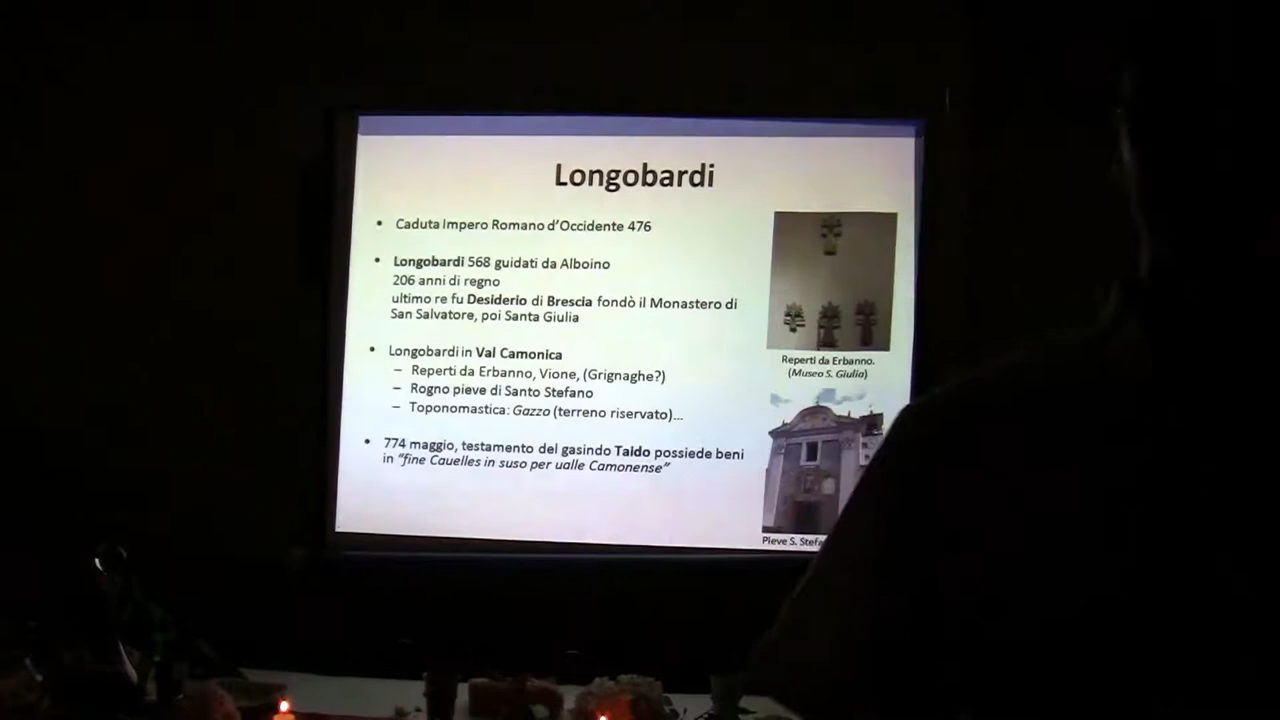 Longobardi
• Caduta Impero Romano d'Occidente 476
• Longobardi 568 guidati da Alboino
206 anni di regno
ultimo re fu Desiderio di Brescia fondò il Monastero di
San Salvatore, poi Santa Giulia
• Longobardi in Val Camonica
– Reperti da Erbanno, Vione, (Grignaghe?)
– Rogno pieve di Santo Stefano
– Toponomastica: Gazzo (terreno riservato)...
• 774 maggio, testamento del gasindo Taido possiede beni
in "fine Cauelles in suso per ualle Camonense"
Reperti da Erbanno.
(Museo S. Giulia)
Pieve S.